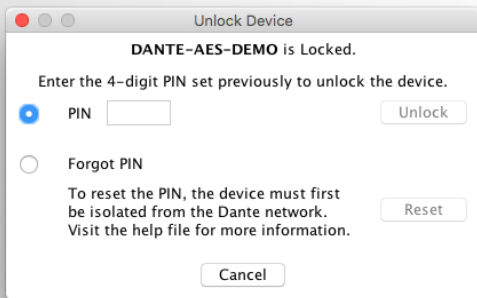 Unlock Device
DANTE-AES-DEMO is Locked.
Enter the 4-digit PIN set previously to unlock the device.
PIN
Unlock
Forgot PIN
To reset the PIN, the device must first
be isolated from the Dante network.
Visit the help file for more information.
Reset
Cancel